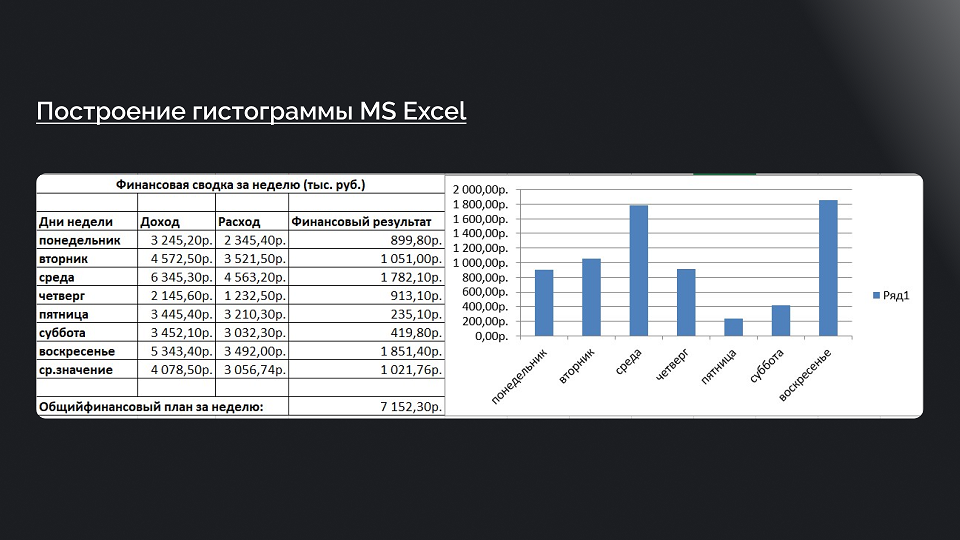 Построение гистограммы MS Excel
Финансовая сводка за неделю (тыс. руб.)
Дни недели Доход Расход Финансовый результат
понедельник 3 245,20р. 2 345,40р. 899,80р.
вторник 4 572,50р. 3 521,50р. 1 051,00р.
среда 6 345,30р. 4 563,20р. 1 782,10р.
четверг 2 145,60р. 1 232,50р. 913,10р.
пятница 3 445,40р. 3 210,30р. 235,10р.
суббота 3 452,10р. 3 032,30р. 419,80р.
воскресенье 5 343,40р. 3 492,00р. 1 851,40р.
ср.значение 4 078,50р. 3 056,74р. 1 021,76р.
Общийфинансовый план за неделю: 7 152,30р.
2 000,00р.
1 800,00р.
1 600,00р.
1 400,00р.
1 200,00р.
1 000,00р.
800,00р.
600,00р.
400,00р.
200,00р.
0,00р.
понедельник
вторник
среда
четверг
пятница
суббота
воскресенье
Ряд1